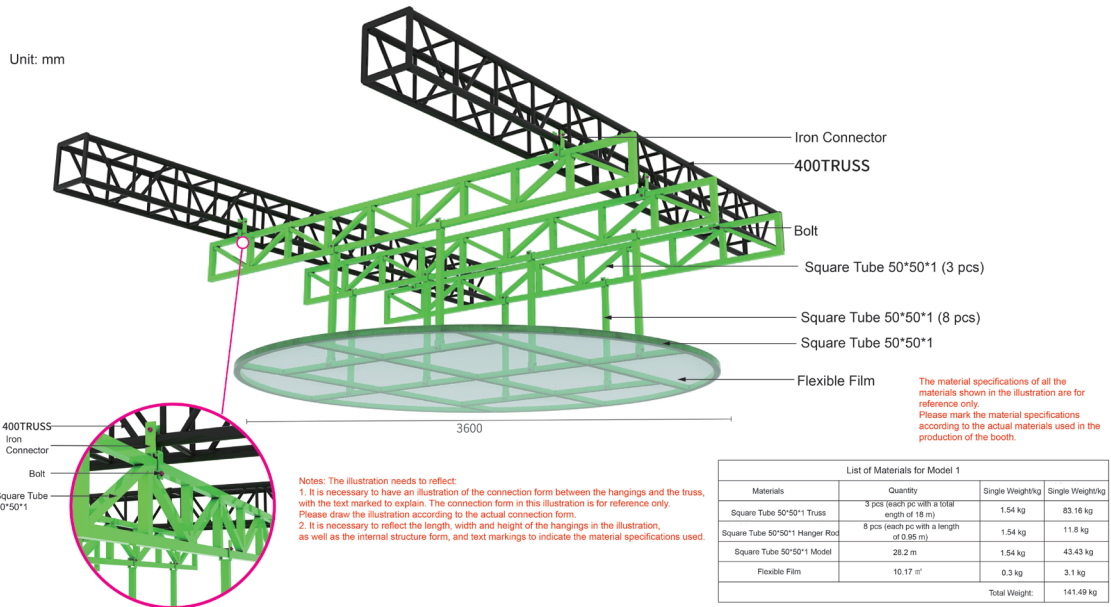 Unit: mm
Iron Connector
400TRUSS
Bolt
Square Tube 50*50*1 (3 pcs)
Square Tube 50*50*1 (8 pcs)
Square Tube 50*50*1
Flexible Film
3600
The material specifications of all the
materials shown in the illustration are for
reference only.
Please mark the material specifications
according to the actual materials used in the
production of the booth.
400TRUSS
Iron
Connector
Bolt
Square Tube
50*50*1
Notes: The illustration needs to reflect:
1. It is necessary to have an illustration of the connection form between the hangings and the truss,
with the text marked to explain. The connection form in this illustration is for reference only.
Please draw the illustration according to the actual connection form.
2. It is necessary to reflect the length, width and height of the hangings in the illustration,
as well as the internal structure form, and text markings to indicate the material specifications used.
List of Materials for Model 1
Materials Quantity Single Weight/kg Single Weight/kg
Square Tube 50*50*1 Truss 3 pcs (each pc with a total 1.54 kg 83.16 kg
ength of 18 m)
Square Tube 50*50*1 Hanger Rod 8 pcs (each pc with a length 1.54 kg 11.8 kg
of 0.95 m)
Square Tube 50*50*1 Model 28.2 m 1.54 kg 43.43 kg
Flexible Film 10.17 ㎡ 0.3 kg 3.1 kg
Total Weight: 141.49 kg